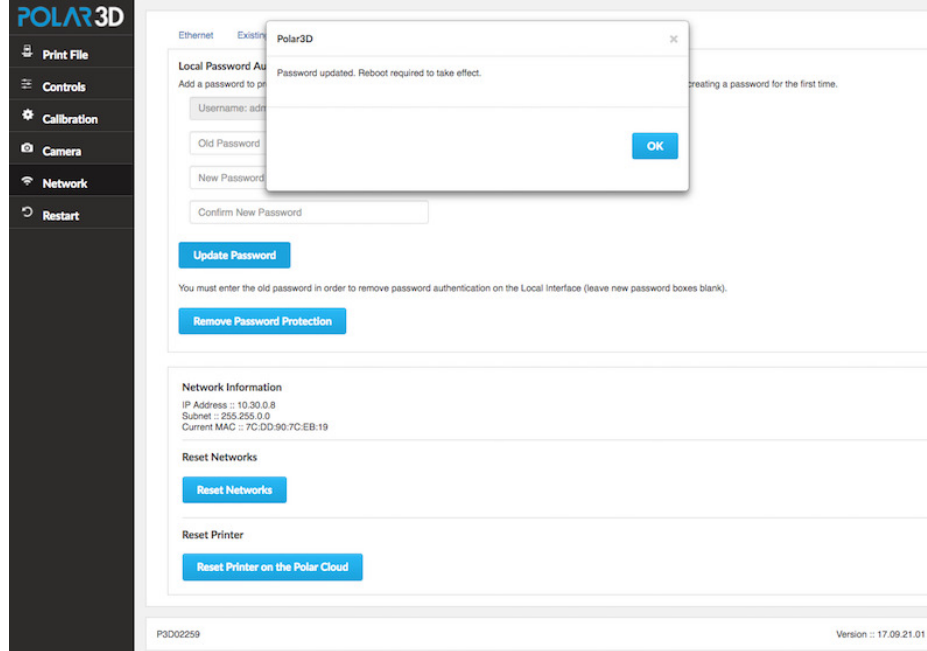 POLAR3D
Print File
Controls
Calibration
Camera
Network
Restart
Ethernet
Polar3D
×
Password updated. Reboot required to take effect.
OK
Local Password
Add a password to
creating a password for the first time.
Username:
Old Password
New Password
Confirm New Password
Update Password
You must enter the old password in order to remove password authentication on the Local Interface (leave new password boxes blank).
Remove Password Protection
Network Information
IP Address :: 10.30.0.8
Subnet :: 255.255.0.0
Current MAC :: 7C:DD:90:7C:EB:19
Reset Networks
Reset Networks
Reset Printer
Reset Printer on the Polar Cloud
P3D02259
Version :: 17.09.21.01